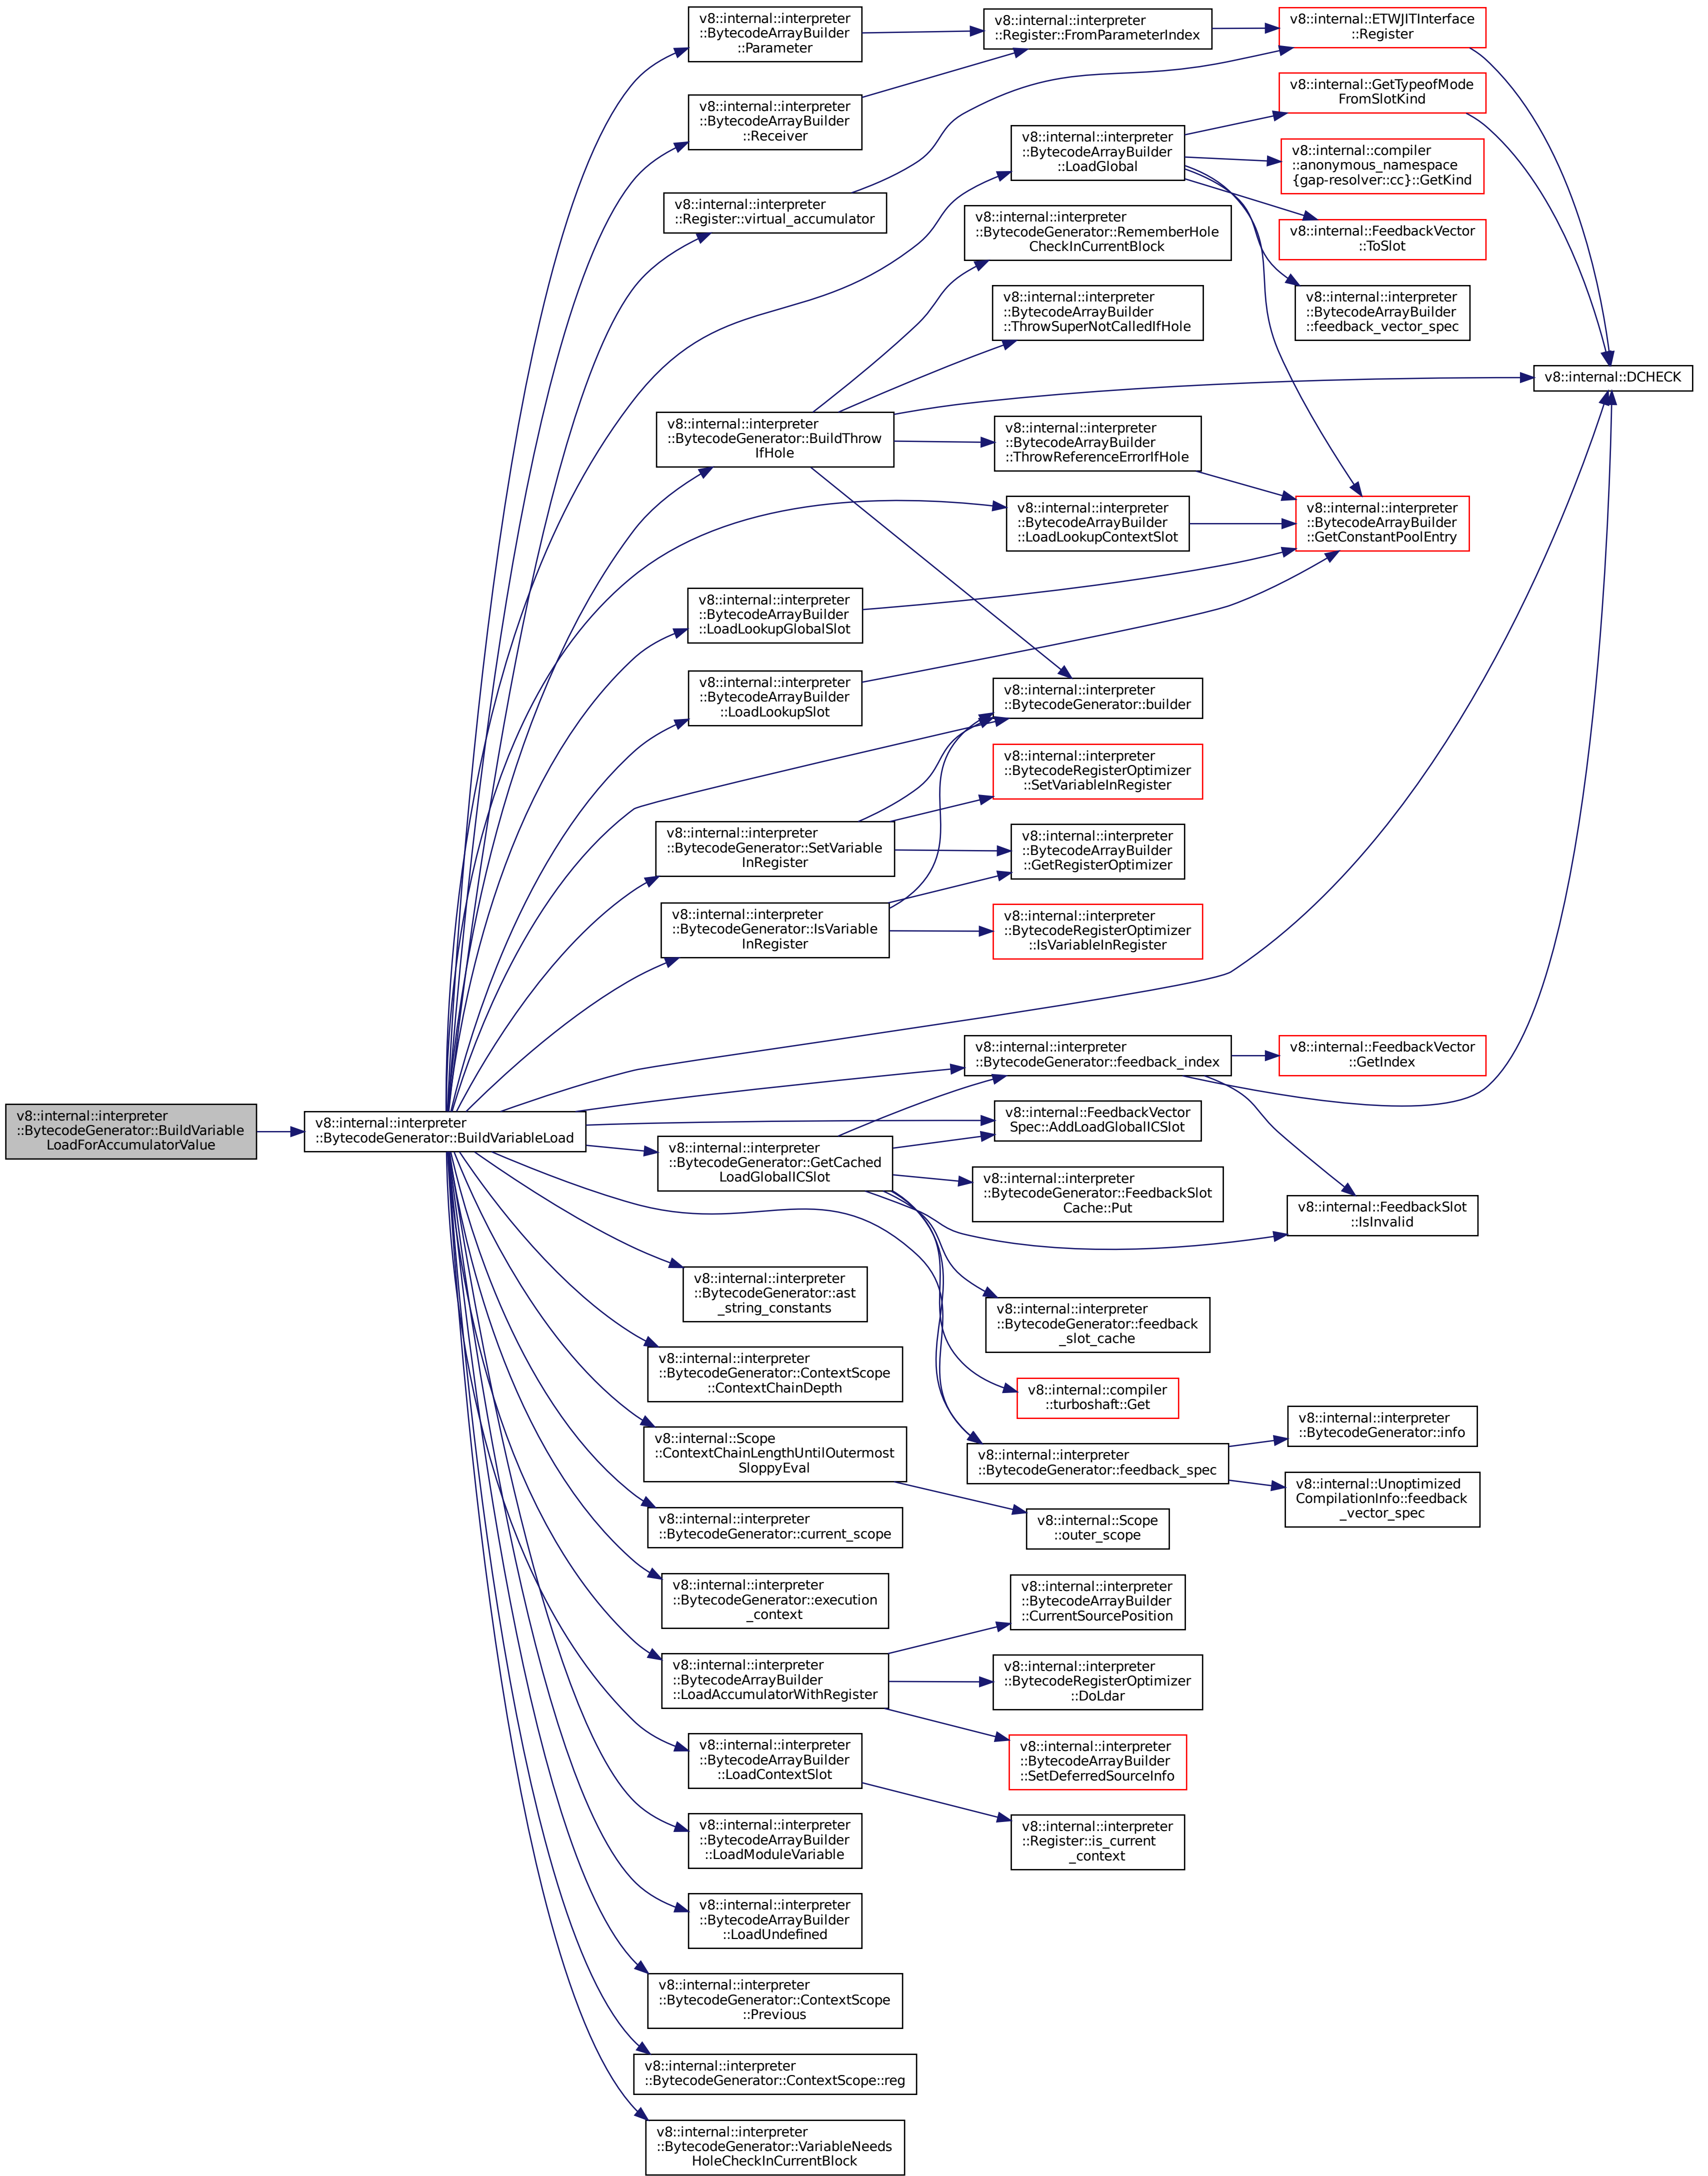 v8::internal::interpreter
::BytecodeGenerator::BuildVariable
LoadForAccumulatorValue
v8::internal::interpreter
::BytecodeGenerator::BuildVariableLoad
v8::internal::interpreter
::BytecodeArrayBuilder
::Parameter
v8::internal::interpreter
::BytecodeArrayBuilder
::Receiver
v8::internal::interpreter
::Register::virtual_accumulator
v8::internal::interpreter
::BytecodeGenerator::BuildThrow
IfHole
v8::internal::interpreter
::BytecodeArrayBuilder
::LoadLookupGlobalSlot
v8::internal::interpreter
::BytecodeArrayBuilder
::LoadLookupSlot
v8::internal::interpreter
::BytecodeGenerator::SetVariable
InRegister
v8::internal::interpreter
::BytecodeGenerator::IsVariable
InRegister
v8::internal::interpreter
::BytecodeGenerator::GetCached
LoadGlobalICSlot
v8::internal::interpreter
::BytecodeGenerator::ast
_string_constants
v8::internal::interpreter
::BytecodeGenerator::ContextScope
::ContextChainDepth
v8::internal::Scope
::ContextChainLengthUntilOutermost
SloppyEval
v8::internal::interpreter
::BytecodeGenerator::current_scope
v8::internal::interpreter
::BytecodeGenerator::execution
_context
v8::internal::interpreter
::BytecodeArrayBuilder
::LoadAccumulatorWithRegister
v8::internal::interpreter
::BytecodeArrayBuilder
::LoadContextSlot
v8::internal::interpreter
::BytecodeArrayBuilder
::LoadModuleVariable
v8::internal::interpreter
::BytecodeArrayBuilder
::LoadUndefined
v8::internal::interpreter
::BytecodeGenerator::ContextScope
::Previous
v8::internal::interpreter
::BytecodeGenerator::ContextScope::reg
v8::internal::interpreter
::BytecodeGenerator::VariableNeeds
HoleCheckInCurrentBlock
v8::internal::interpreter
::Register::FromParameterIndex
v8::internal::interpreter
::BytecodeArrayBuilder
::LoadGlobal
v8::internal::interpreter
::BytecodeGenerator::RememberHole
CheckInCurrentBlock
v8::internal::interpreter
::BytecodeArrayBuilder
::ThrowSuperNotCalledIfHole
v8::internal::interpreter
::BytecodeArrayBuilder
::ThrowReferenceErrorIfHole
v8::internal::interpreter
::BytecodeArrayBuilder
::LoadLookupContextSlot
v8::internal::interpreter
::BytecodeGenerator::builder
v8::internal::interpreter
::BytecodeRegisterOptimizer
::SetVariableInRegister
v8::internal::interpreter
::BytecodeArrayBuilder
::GetRegisterOptimizer
v8::internal::interpreter
::BytecodeRegisterOptimizer
::IsVariableInRegister
v8::internal::interpreter
::BytecodeGenerator::feedback_index
v8::internal::FeedbackVector
Spec::AddLoadGlobalICSlot
v8::internal::interpreter
::BytecodeGenerator::FeedbackSlot
Cache::Put
v8::internal::interpreter
::BytecodeGenerator::feedback
_slot_cache
v8::internal::compiler
::turboshaft::Get
v8::internal::interpreter
::BytecodeGenerator::feedback_spec
v8::internal::Scope
::outer_scope
v8::internal::interpreter
::BytecodeArrayBuilder
::CurrentSourcePosition
v8::internal::interpreter
::BytecodeRegisterOptimizer
::DoLdar
v8::internal::interpreter
::BytecodeArrayBuilder
::SetDeferredSourceInfo
v8::internal::interpreter
::Register::is_current
_context
v8::internal::ETWJITInterface
::Register
v8::internal::GetTypeofMode
FromSlotKind
v8::internal::compiler
::anonymous_namespace
{gap-resolver::cc}::GetKind
v8::internal::FeedbackVector
::ToSlot
v8::internal::interpreter
::BytecodeArrayBuilder
::feedback_vector_spec
v8::internal::interpreter
::BytecodeArrayBuilder
::GetConstantPoolEntry
v8::internal::FeedbackVector
::GetIndex
v8::internal::FeedbackSlot
::IsInvalid
v8::internal::interpreter
::BytecodeGenerator::info
v8::internal::Unoptimized
CompilationInfo::feedback
_vector_spec
v8::internal::DCHECK